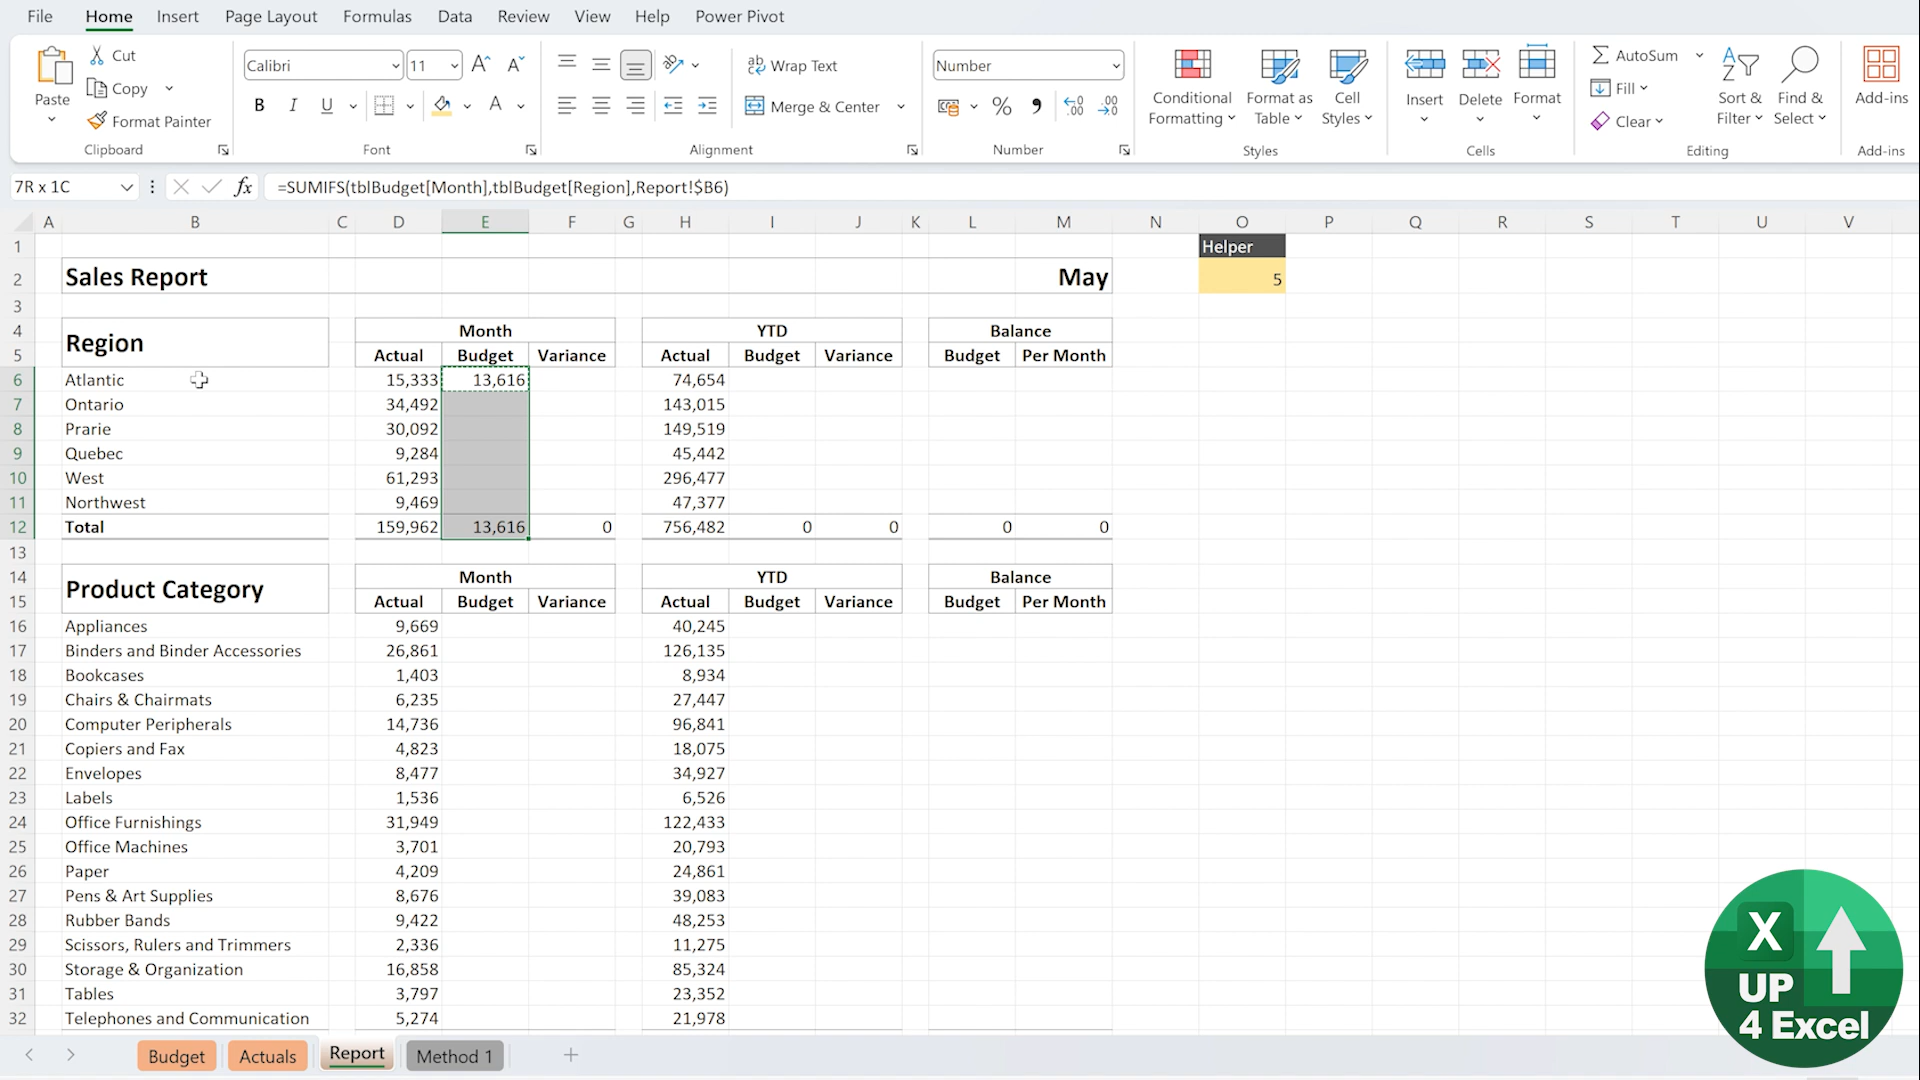 File Home Insert Page Layout Formulas Data Review View Help Power Pivot
Paste Cut Copy Format Painter Clipboard
Calibri 11 B I U A Font
Wrap Text Merge & Center Alignment
Number % Number
Conditional Formatting Format as Table Cell Styles Styles
Insert Delete Format Cells
AutoSum Fill Clear Sort & Filter Find & Select Editing
Add-ins Add-ins
7R x 1C fx =SUMIFS(tblBudget[Month],tblBudget[Region],Report!$B6)
A B C D E F G H I J K L M N O P Q R S T U V
1 Helper
2 Sales Report May 5
3
4 Region Month YTD Balance
5 Actual Budget Variance Actual Budget Variance Budget Per Month
6 Atlantic 15,333 13,616 74,654
7 Ontario 34,492 143,015
8 Prarie 30,092 149,519
9 Quebec 9,284 45,442
10 West 61,293 296,477
11 Northwest 9,469 47,377
12 Total 159,962 13,616 0 756,482 0 0 0 0
13
14 Product Category Month YTD Balance
15 Actual Budget Variance Actual Budget Variance Budget Per Month
16 Appliances 9,669 40,245
17 Binders and Binder Accessories 26,861 126,135
18 Bookcases 1,403 8,934
19 Chairs & Chairmats 6,235 27,447
20 Computer Peripherals 14,736 96,841
21 Copiers and Fax 4,823 18,075
22 Envelopes 8,477 34,927
23 Labels 1,536 6,526
24 Office Furnishings 31,949 122,433
25 Office Machines 3,701 20,793
26 Paper 4,209 24,861
27 Pens & Art Supplies 8,676 39,083
28 Rubber Bands 9,422 48,253
29 Scissors, Rulers and Trimmers 2,336 11,275
30 Storage & Organization 16,858 85,324
31 Tables 3,797 23,352
32 Telephones and Communication 5,274 21,978
Budget Actuals Report Method 1
X
UP
4 Excel